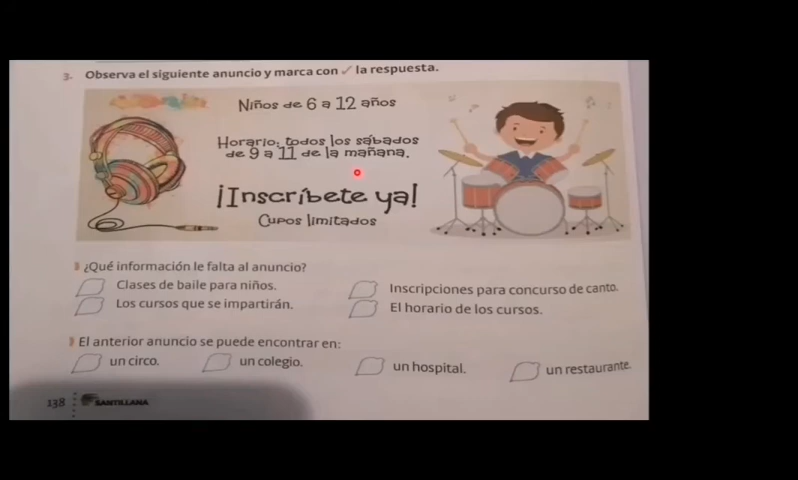 3. Observa el siguiente anuncio y marca con ✓ la respuesta.
Niños de 6 a 12 años
Horario: todos los sábados
de 9 a 11 de la mañana.
¡Inscríbete ya!
Cupos limitados
¿Qué información le falta al anuncio?
Clases de baile para niños.
Inscripciones para concurso de canto.
Los cursos que se impartirán.
El horario de los cursos.
El anterior anuncio se puede encontrar en:
un circo. un colegio. un hospital. un restaurante.
138 SANTILLANA